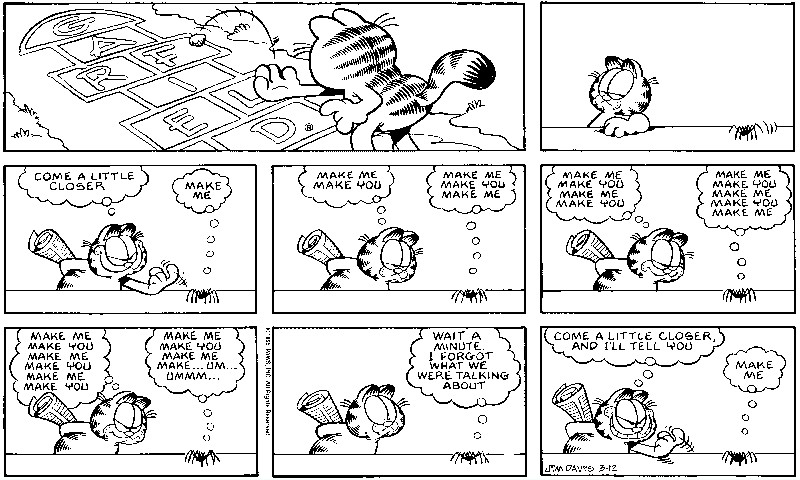 GARFIELD
®
COME A LITTLE
CLOSER
MAKE
ME
MAKE ME
MAKE YOU
MAKE ME
MAKE YOU
MAKE ME
MAKE ME
MAKE YOU
MAKE ME
MAKE YOU
MAKE ME
MAKE YOU
MAKE ME
MAKE YOU
MAKE ME
MAKE ME
MAKE YOU
MAKE ME
MAKE YOU
MAKE ME
MAKE YOU
MAKE ME
MAKE YOU
MAKE ME
MAKE...UM...
UMMM...
WAIT A
MINUTE.
I FORGOT
WHAT WE
WERE TALKING
ABOUT
COME A LITTLE CLOSER,
AND I'LL TELL YOU
MAKE
ME
JIM DAVIS 3-12